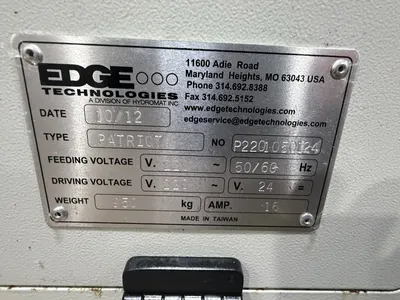 EDGE
TECHNOLOGIES
A DIVISION OF HYDROMAT INC
11600 Adie Road
Maryland Heights, MO 63043 USA
Phone 314.692.8388
Fax 314.692.5152
www.edgetechnologies.com
edgeservice@edgetechnologies.com
DATE 10/12
TYPE PATRIOT NO
FEEDING VOLTAGE V. ~ 50/60 Hz
DRIVING VOLTAGE V. ~ V. 24 =
WEIGHT kg AMP. 16
MADE IN TAIWAN